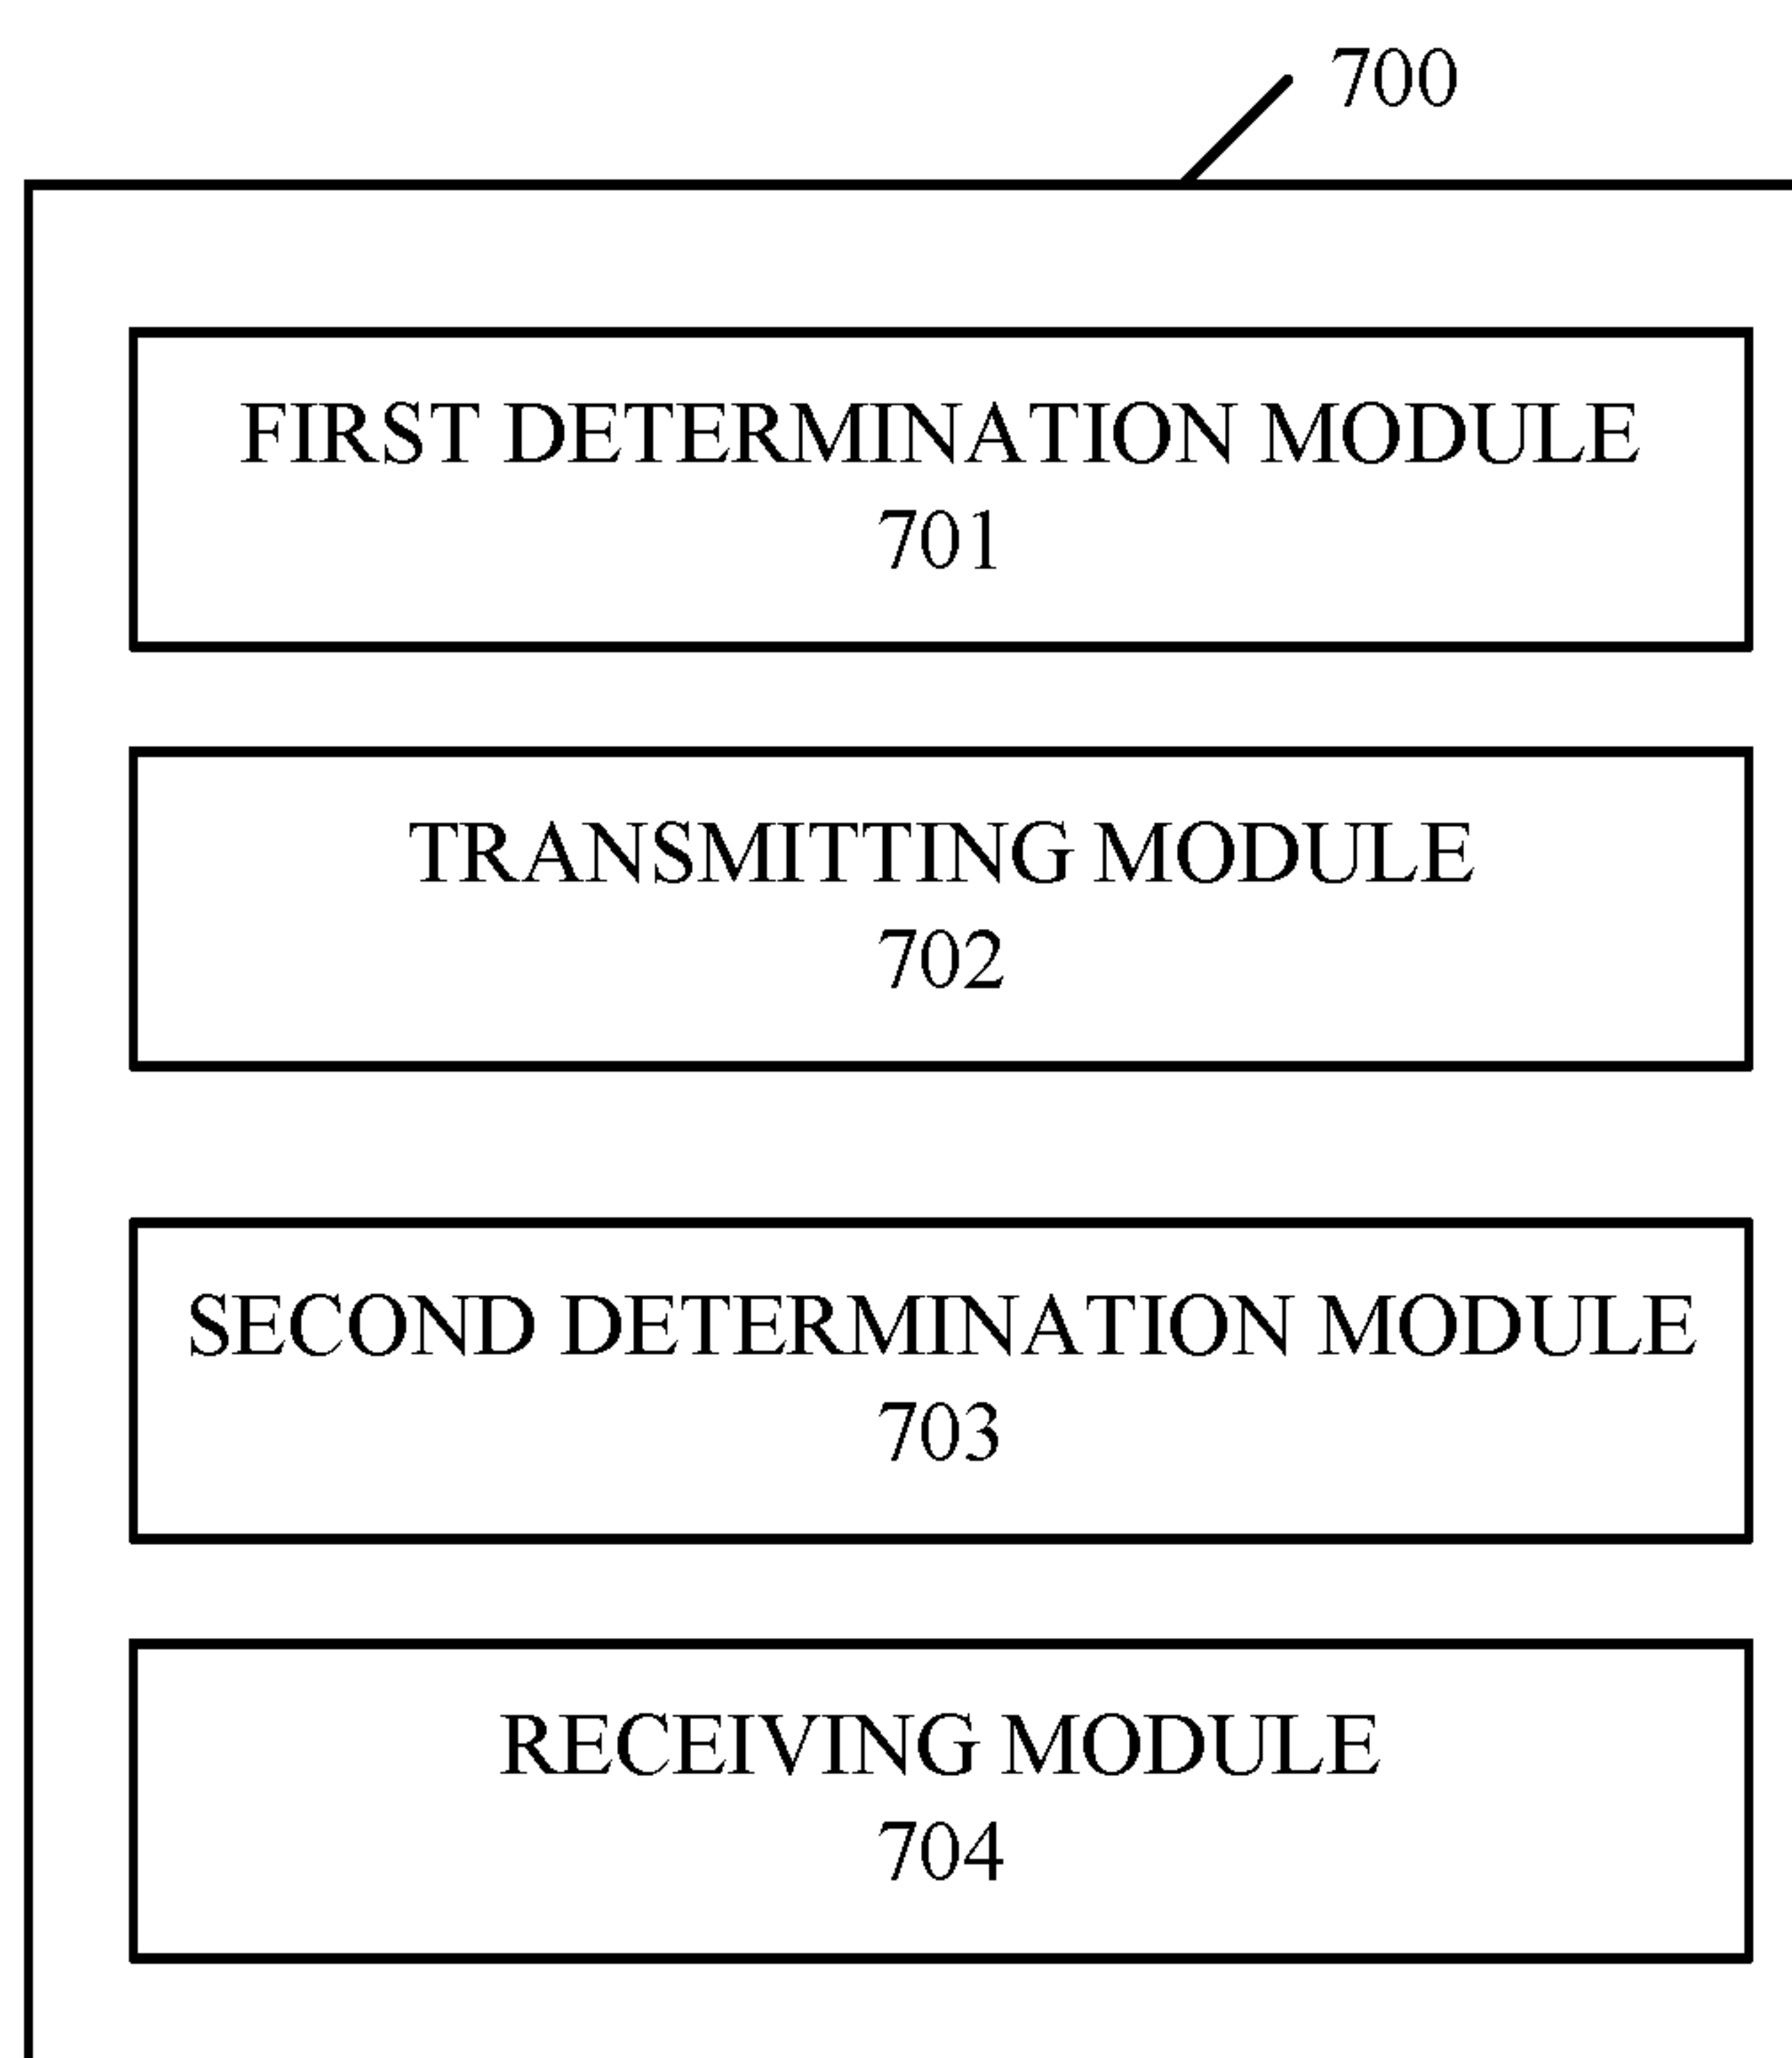 700
FIRST DETERMINATION MODULE
701
TRANSMITTING MODULE
702
SECOND DETERMINATION MODULE
703
RECEIVING MODULE
704